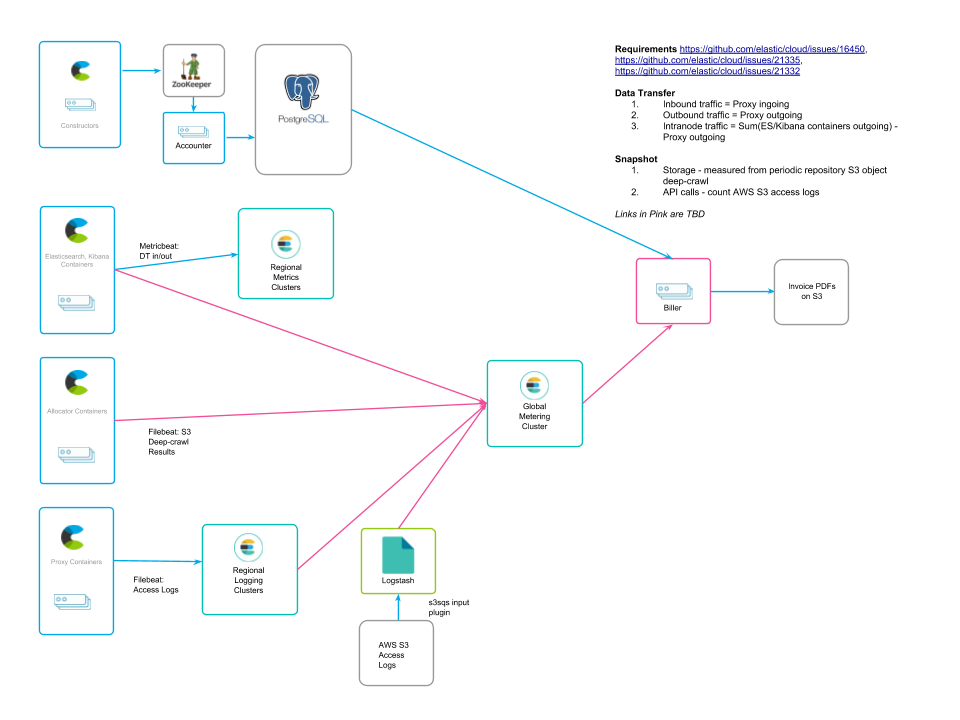 Requirements https://github.com/elastic/cloud/issues/16450,
https://github.com/elastic/cloud/issues/21335,
https://github.com/elastic/cloud/issues/21332
Data Transfer
1. Inbound traffic = Proxy ingoing
2. Outbound traffic = Proxy outgoing
3. Intranode traffic = Sum(ES/Kibana containers outgoing) -
Proxy outgoing
Snapshot
1. Storage - measured from periodic repository S3 object
deep-crawl
2. API calls - count AWS S3 access logs
Links in Pink are TBD
Constructors
ZooKeeper
Accounter
PostgreSQL
Elasticsearch, Kibana
Containers
Metricbeat:
DT in/out
Regional
Metrics
Clusters
Biller
Invoice PDFs
on S3
Allocator Containers
Filebeat: S3
Deep-crawl
Results
Global
Metering
Cluster
Proxy Containers
Filebeat:
Access Logs
Regional
Logging
Clusters
Logstash
s3sqs input
plugin
AWS S3
Access
Logs